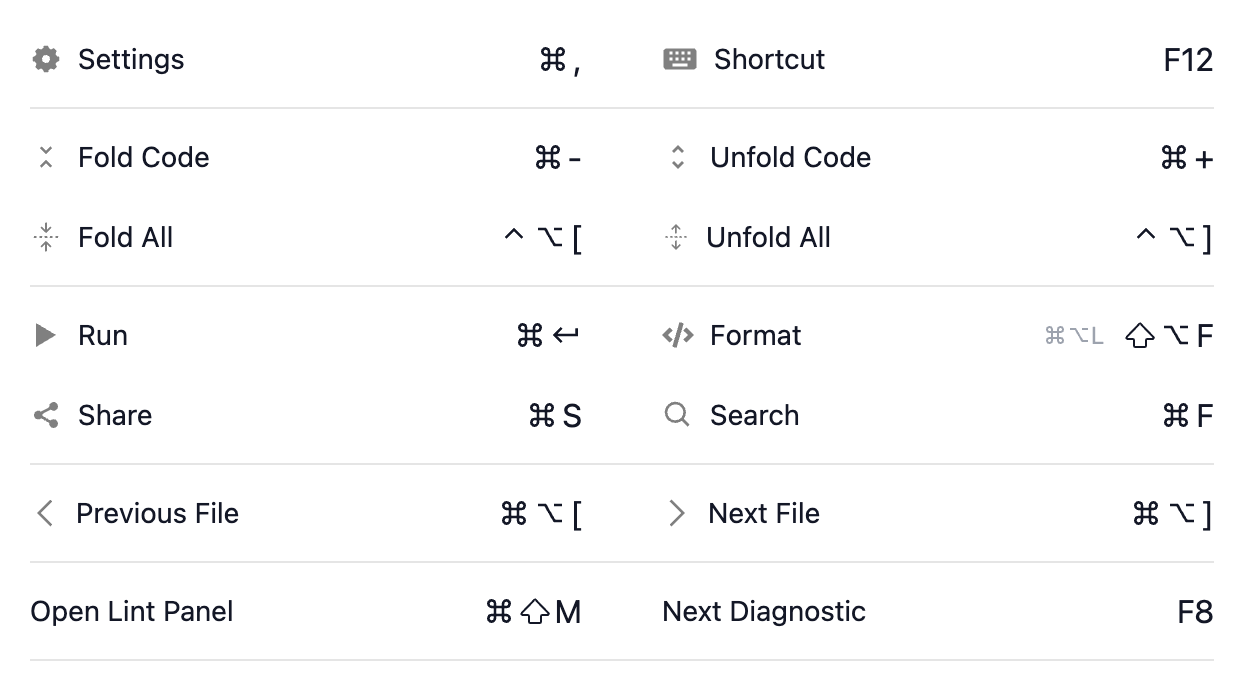 Settings ⌘ , Shortcut F12
Fold Code ⌘ - Unfold Code ⌘ +
Fold All ^ ⌥ [ Unfold All ^ ⌥ ]
Run ⌘ ↵ Format ⌘⌥L ⇧ ⌥ F
Share ⌘ S Search ⌘ F
Previous File ⌘ ⌥ [ Next File ⌘ ⌥ ]
Open Lint Panel ⌘ ⇧ M Next Diagnostic F8